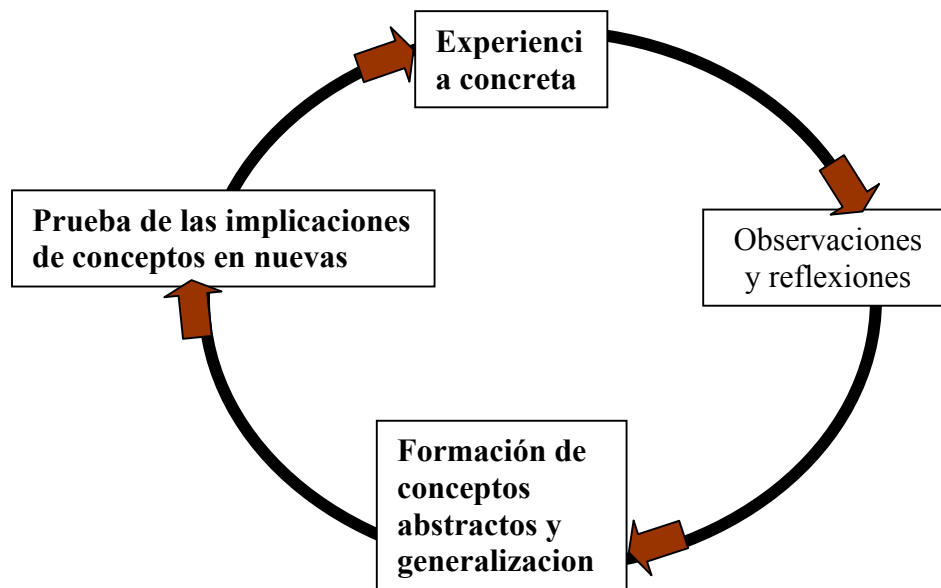 Experienci
a concreta
Observaciones
y reflexiones
Formación de
conceptos
abstractos y
generalizacion
Prueba de las implicaciones
de conceptos en nuevas